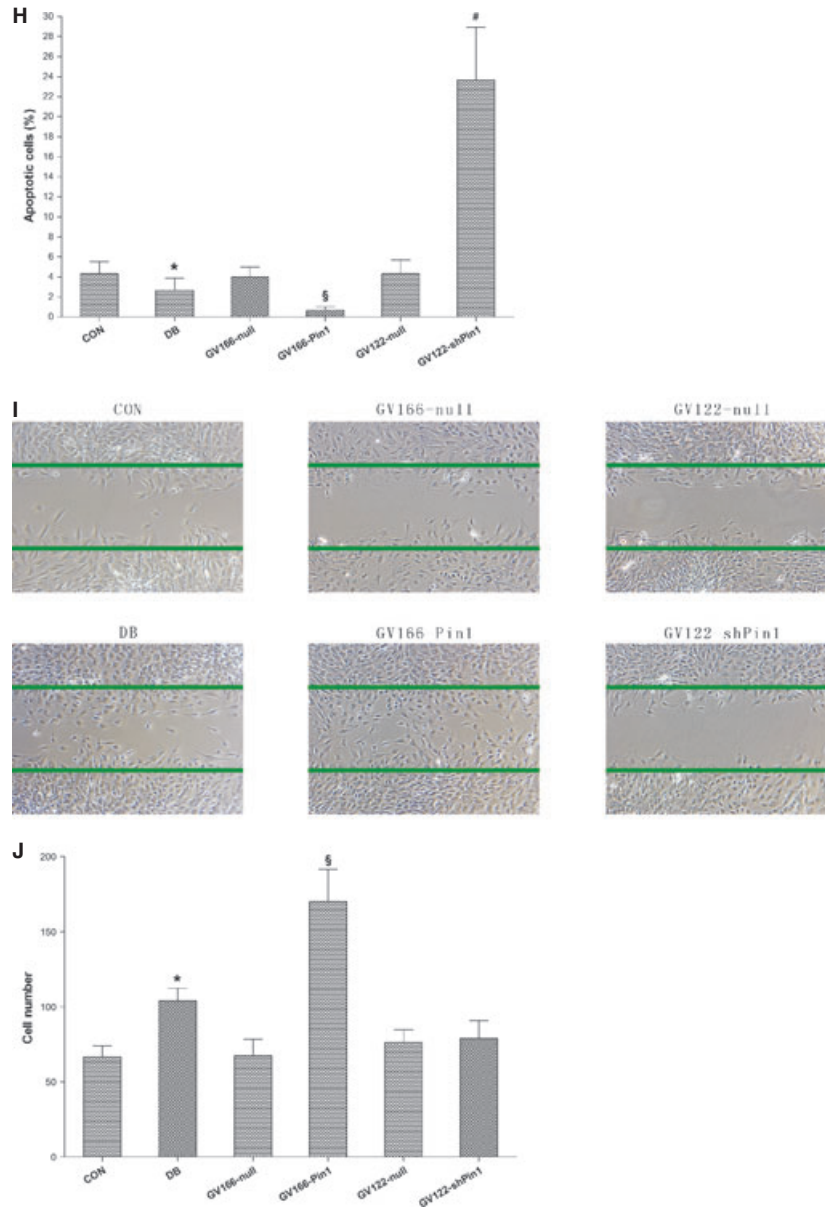 H
30
28
26
24
22
20
18
16
14
12
10
8
6
4
2
0
Apoptotic cells (%)
*
§
#
CON
DB
GV166-null
GV166-Pin1
GV122-null
GV122-shPin1
I
CON GV166-null GV122-null
DB GV166 Pin1 GV122 shPin1
J
200
150
100
50
0
Cell number
*
§
CON
DB
GV166-null
GV166-Pin1
GV122-null
GV122-shPin1